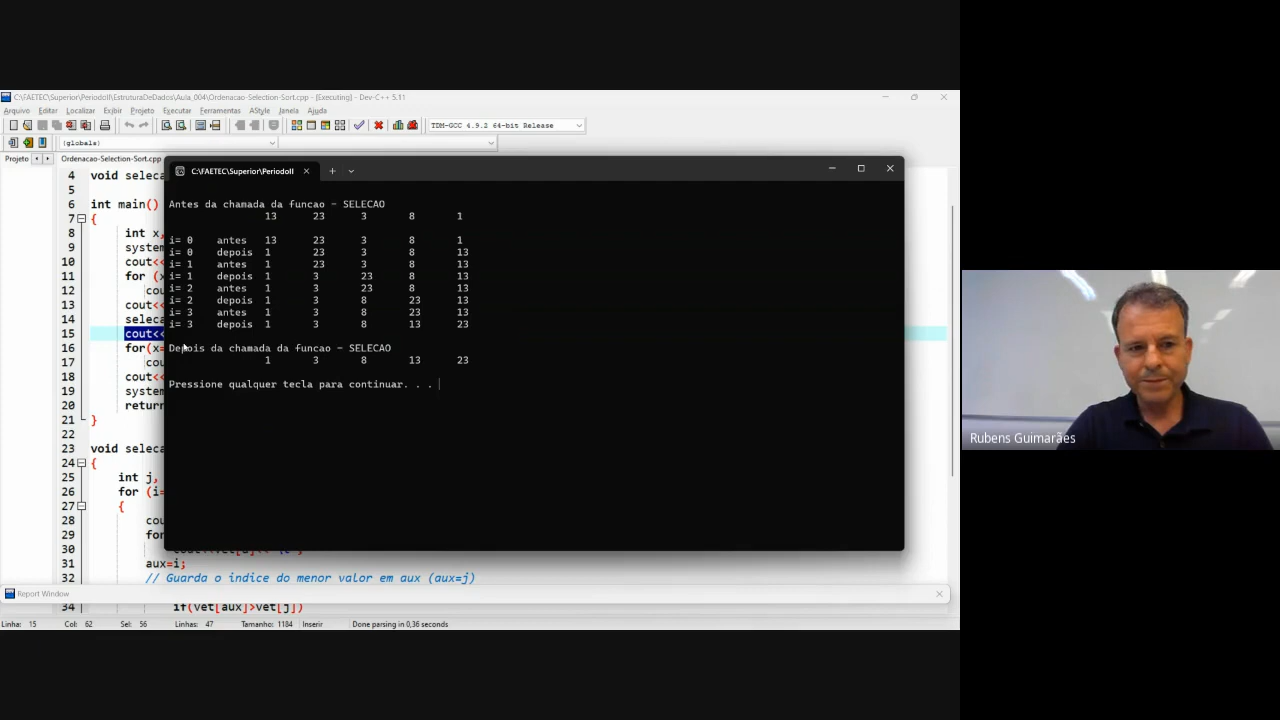 C:\FAETEC\Superior\PeriodoII\EstruturaDeDados\Aula_004\Ordenacao-Selection-Sort.cpp - [Executing] - Dev-C++ 5.11
Arquivo Editar Localizar Exibir Projeto Executar Ferramentas AStyle Janela Ajuda
TDM-GCC 4.9.2 64-bit Release
(globals)
Projeto Ordenacao-Selection-Sort.cpp
C:\FAETEC\Superior\PeriodoII
4 void seleca
5
6 int main()
7 {
8 int x,
9 system
10 cout<<
11 for (x
12 cou
13 cout<<
14 seleca
15 cout<<
16 for(x=
17 cou
18 cout<<
19 system
20 return
21 }
22
23 void seleca
24 {
25 int j,
26 for (i=
27 {
28 cou
29 for
30
31 aux=i;
32 // Guarda o indice do menor valor em aux (aux=j)
34 if(vet[aux]>vet[j])
Antes da chamada da funcao - SELECAO
13 23 3 8 1
i= 0 antes 13 23 3 8 1
i= 0 depois 1 23 3 8 13
i= 1 antes 1 23 3 8 13
i= 1 depois 1 3 23 8 13
i= 2 antes 1 3 23 8 13
i= 2 depois 1 3 8 23 13
i= 3 antes 1 3 8 23 13
i= 3 depois 1 3 8 13 23
Depois da chamada da funcao - SELECAO
1 3 8 13 23
Pressione qualquer tecla para continuar. . .
Report Window
Linha: 15 Col: 62 Sel: 56 Linhas: 47 Tamanho: 1184 Inserir Done parsing in 0,36 seconds
Rubens Guimarães